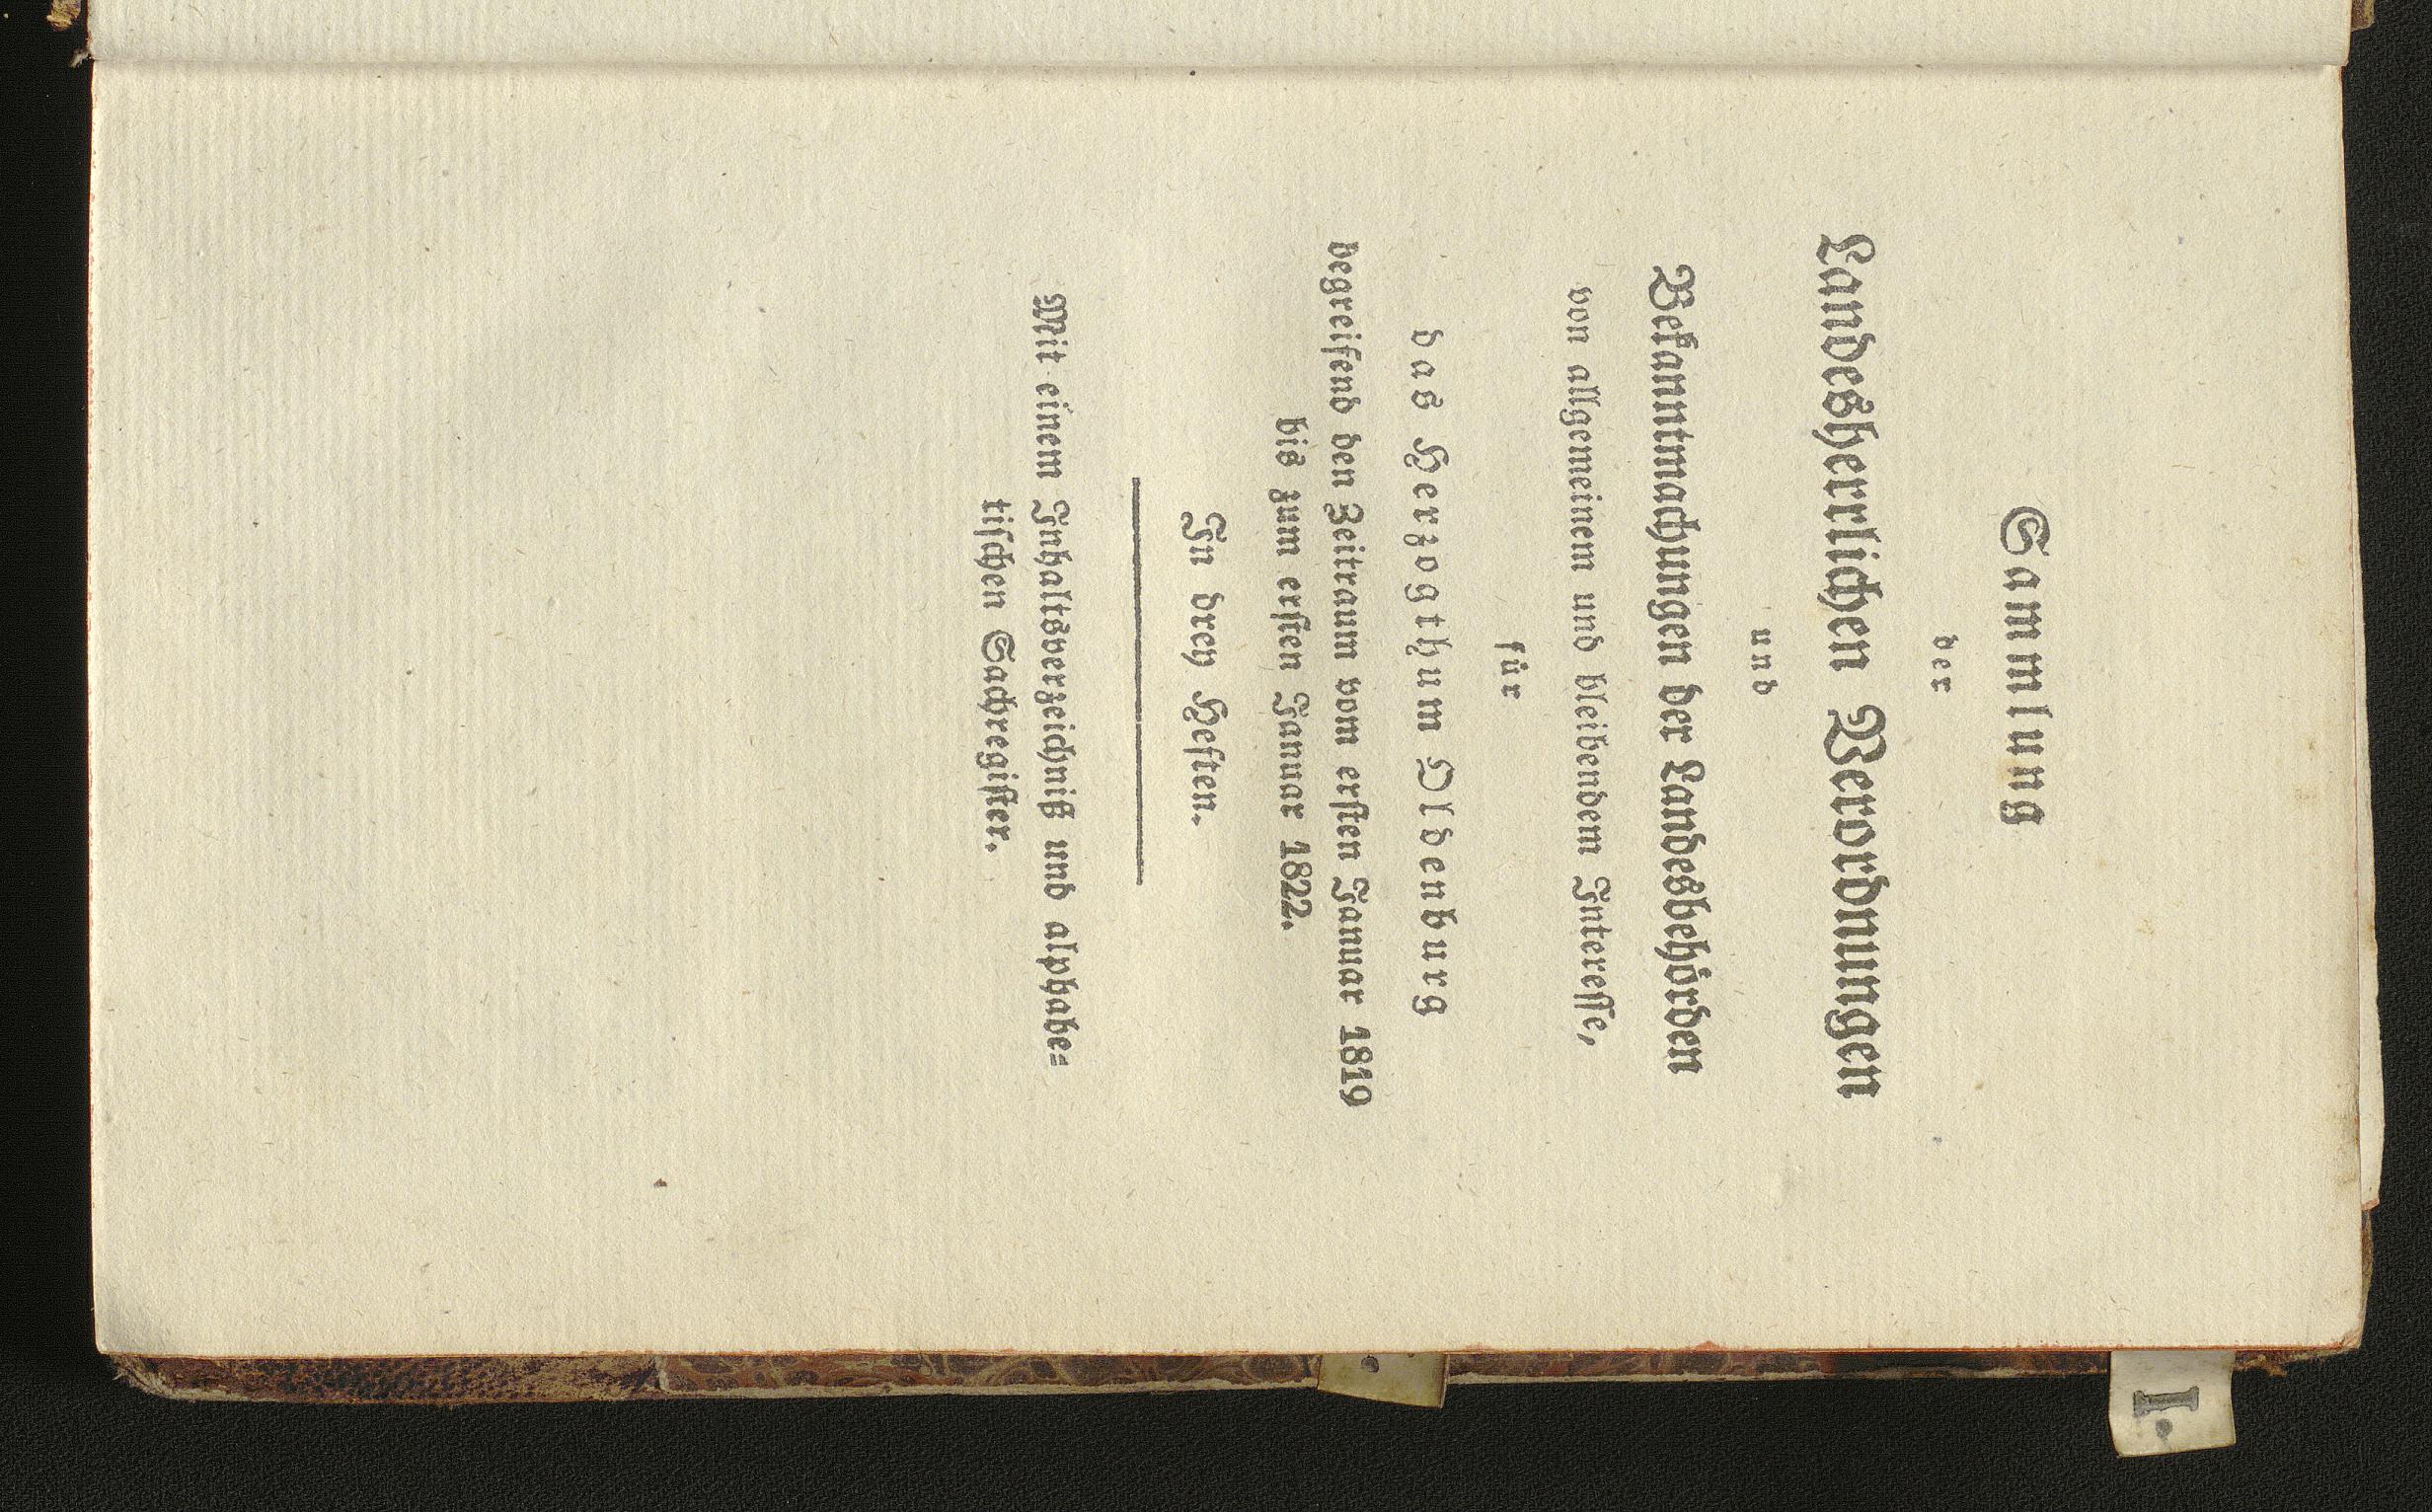 Sammlung
der
Landesherrlichen Verordnungen
und
Bekanntmachungen der Landesbehörden
von allgemeinem und bleibendem Interesse,
für
das Herzogthum Oldenburg
begreifend den Zeitraum vom ersten Januar 1819
bis zum ersten Januar 1822.
In drey Heften.
Mit einem Inhaltsverzeichniß und alphabe=
tischen Sachregister.
I.